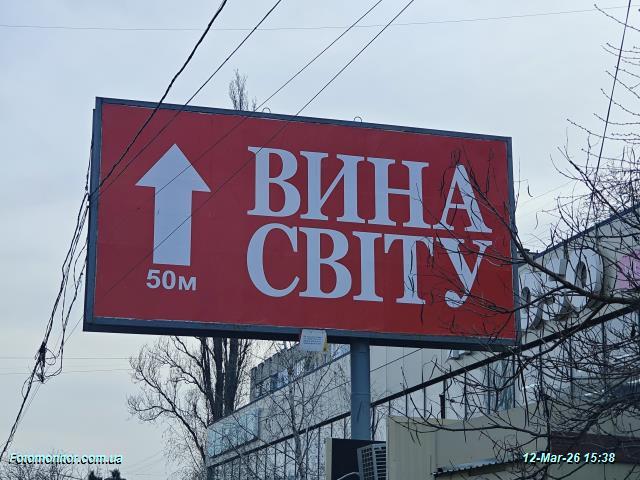 ВИНА
СВІТУ
50м
Fotomonitor.com.ua
12-Mar-26 15:38